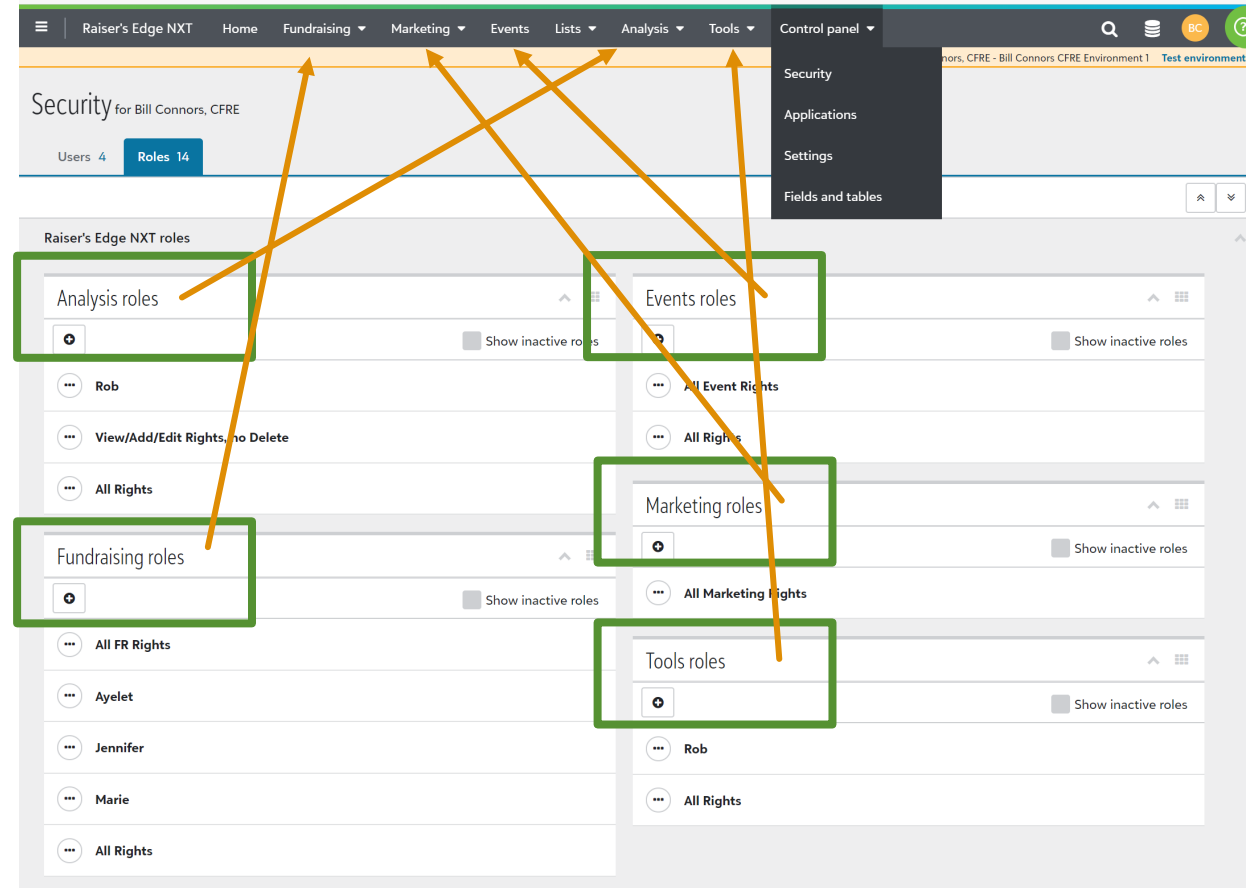 Raiser's Edge NXT Home Fundraising Marketing Events Lists Analysis Tools Control panel BC
nors, CFRE - Bill Connors CFRE Environment 1 Test environment
Security
Applications
Settings
Fields and tables
Security for Bill Connors, CFRE
Users 4 Roles 14
Raiser's Edge NXT roles
Analysis roles
Show inactive roles
Rob
View/Add/Edit Rights, no Delete
All Rights
Fundraising roles
Show inactive roles
All FR Rights
Ayelet
Jennifer
Marie
All Rights
Events roles
Show inactive roles
All Event Rights
All Rights
Marketing roles
Show inactive roles
All Marketing Rights
Tools roles
Show inactive roles
Rob
All Rights